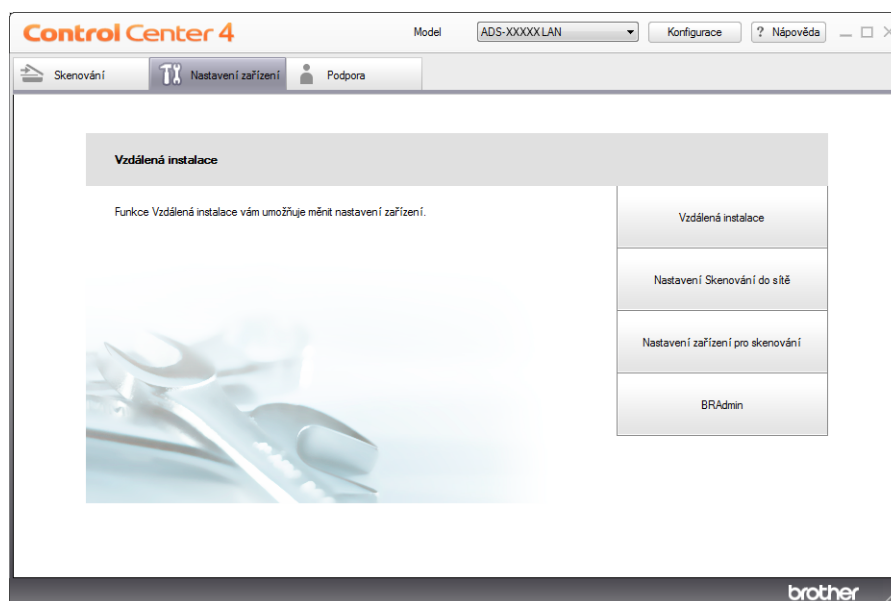 Control Center 4
Model
ADS-XXXXX LAN
Konfigurace
? Nápověda
Skenování
Nastavení zařízení
Podpora
Vzdálená instalace
Funkce Vzdálená instalace vám umožňuje měnit nastavení zařízení.
Vzdálená instalace
Nastavení Skenování do sítě
Nastavení zařízení pro skenování
BRAdmin
brother